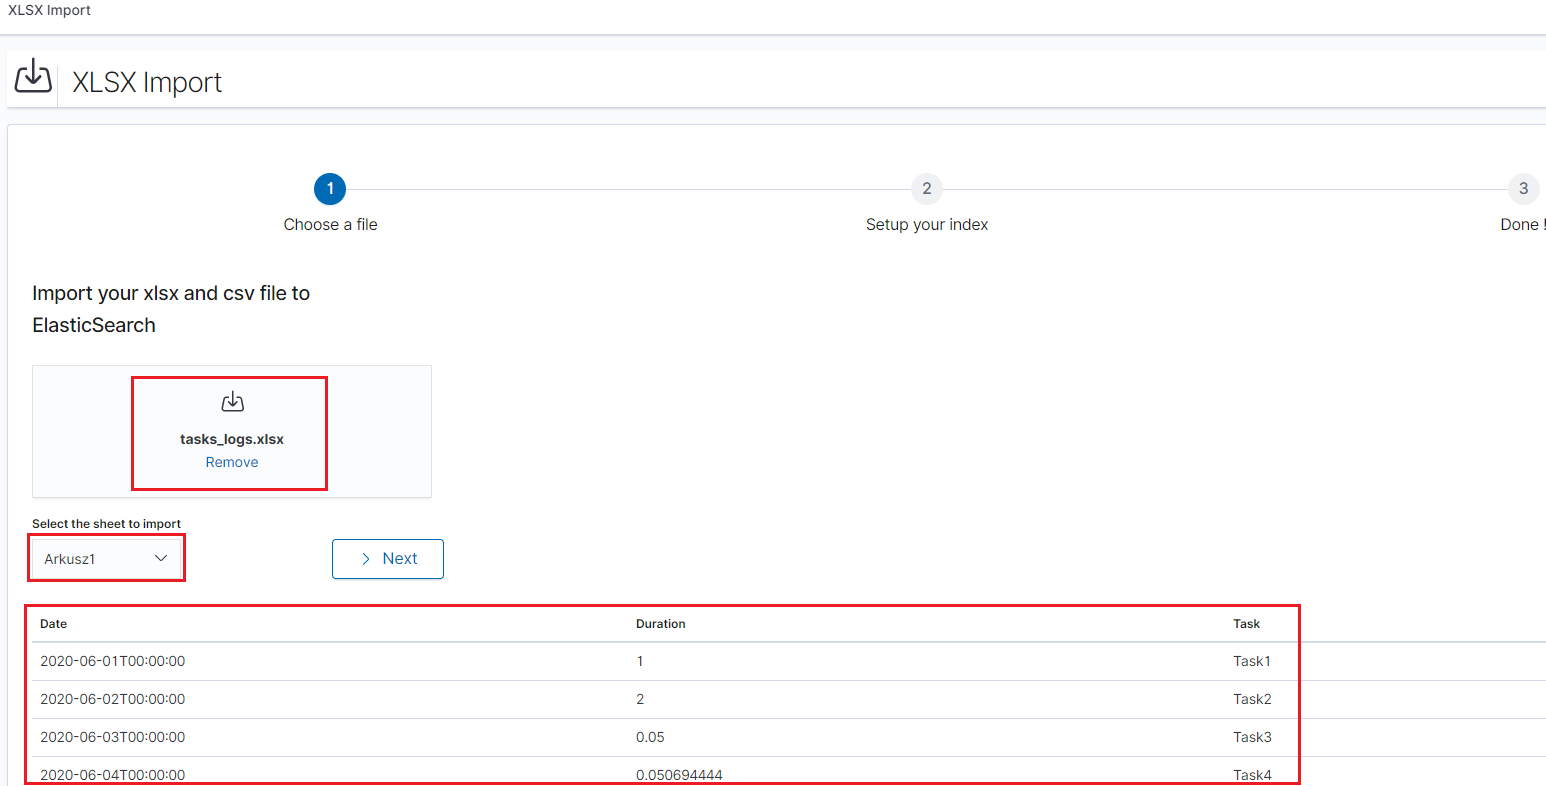 XLSX Import
XLSX Import
1
2
3
Choose a file
Setup your index
Done !
Import your xlsx and csv file to
ElasticSearch
tasks_logs.xlsx
Remove
Select the sheet to import
Arkusz1
Next
Date Duration Task
2020-06-01T00:00:00 1 Task1
2020-06-02T00:00:00 2 Task2
2020-06-03T00:00:00 0.05 Task3
2020-06-04T00:00:00 0.050694444 Task4